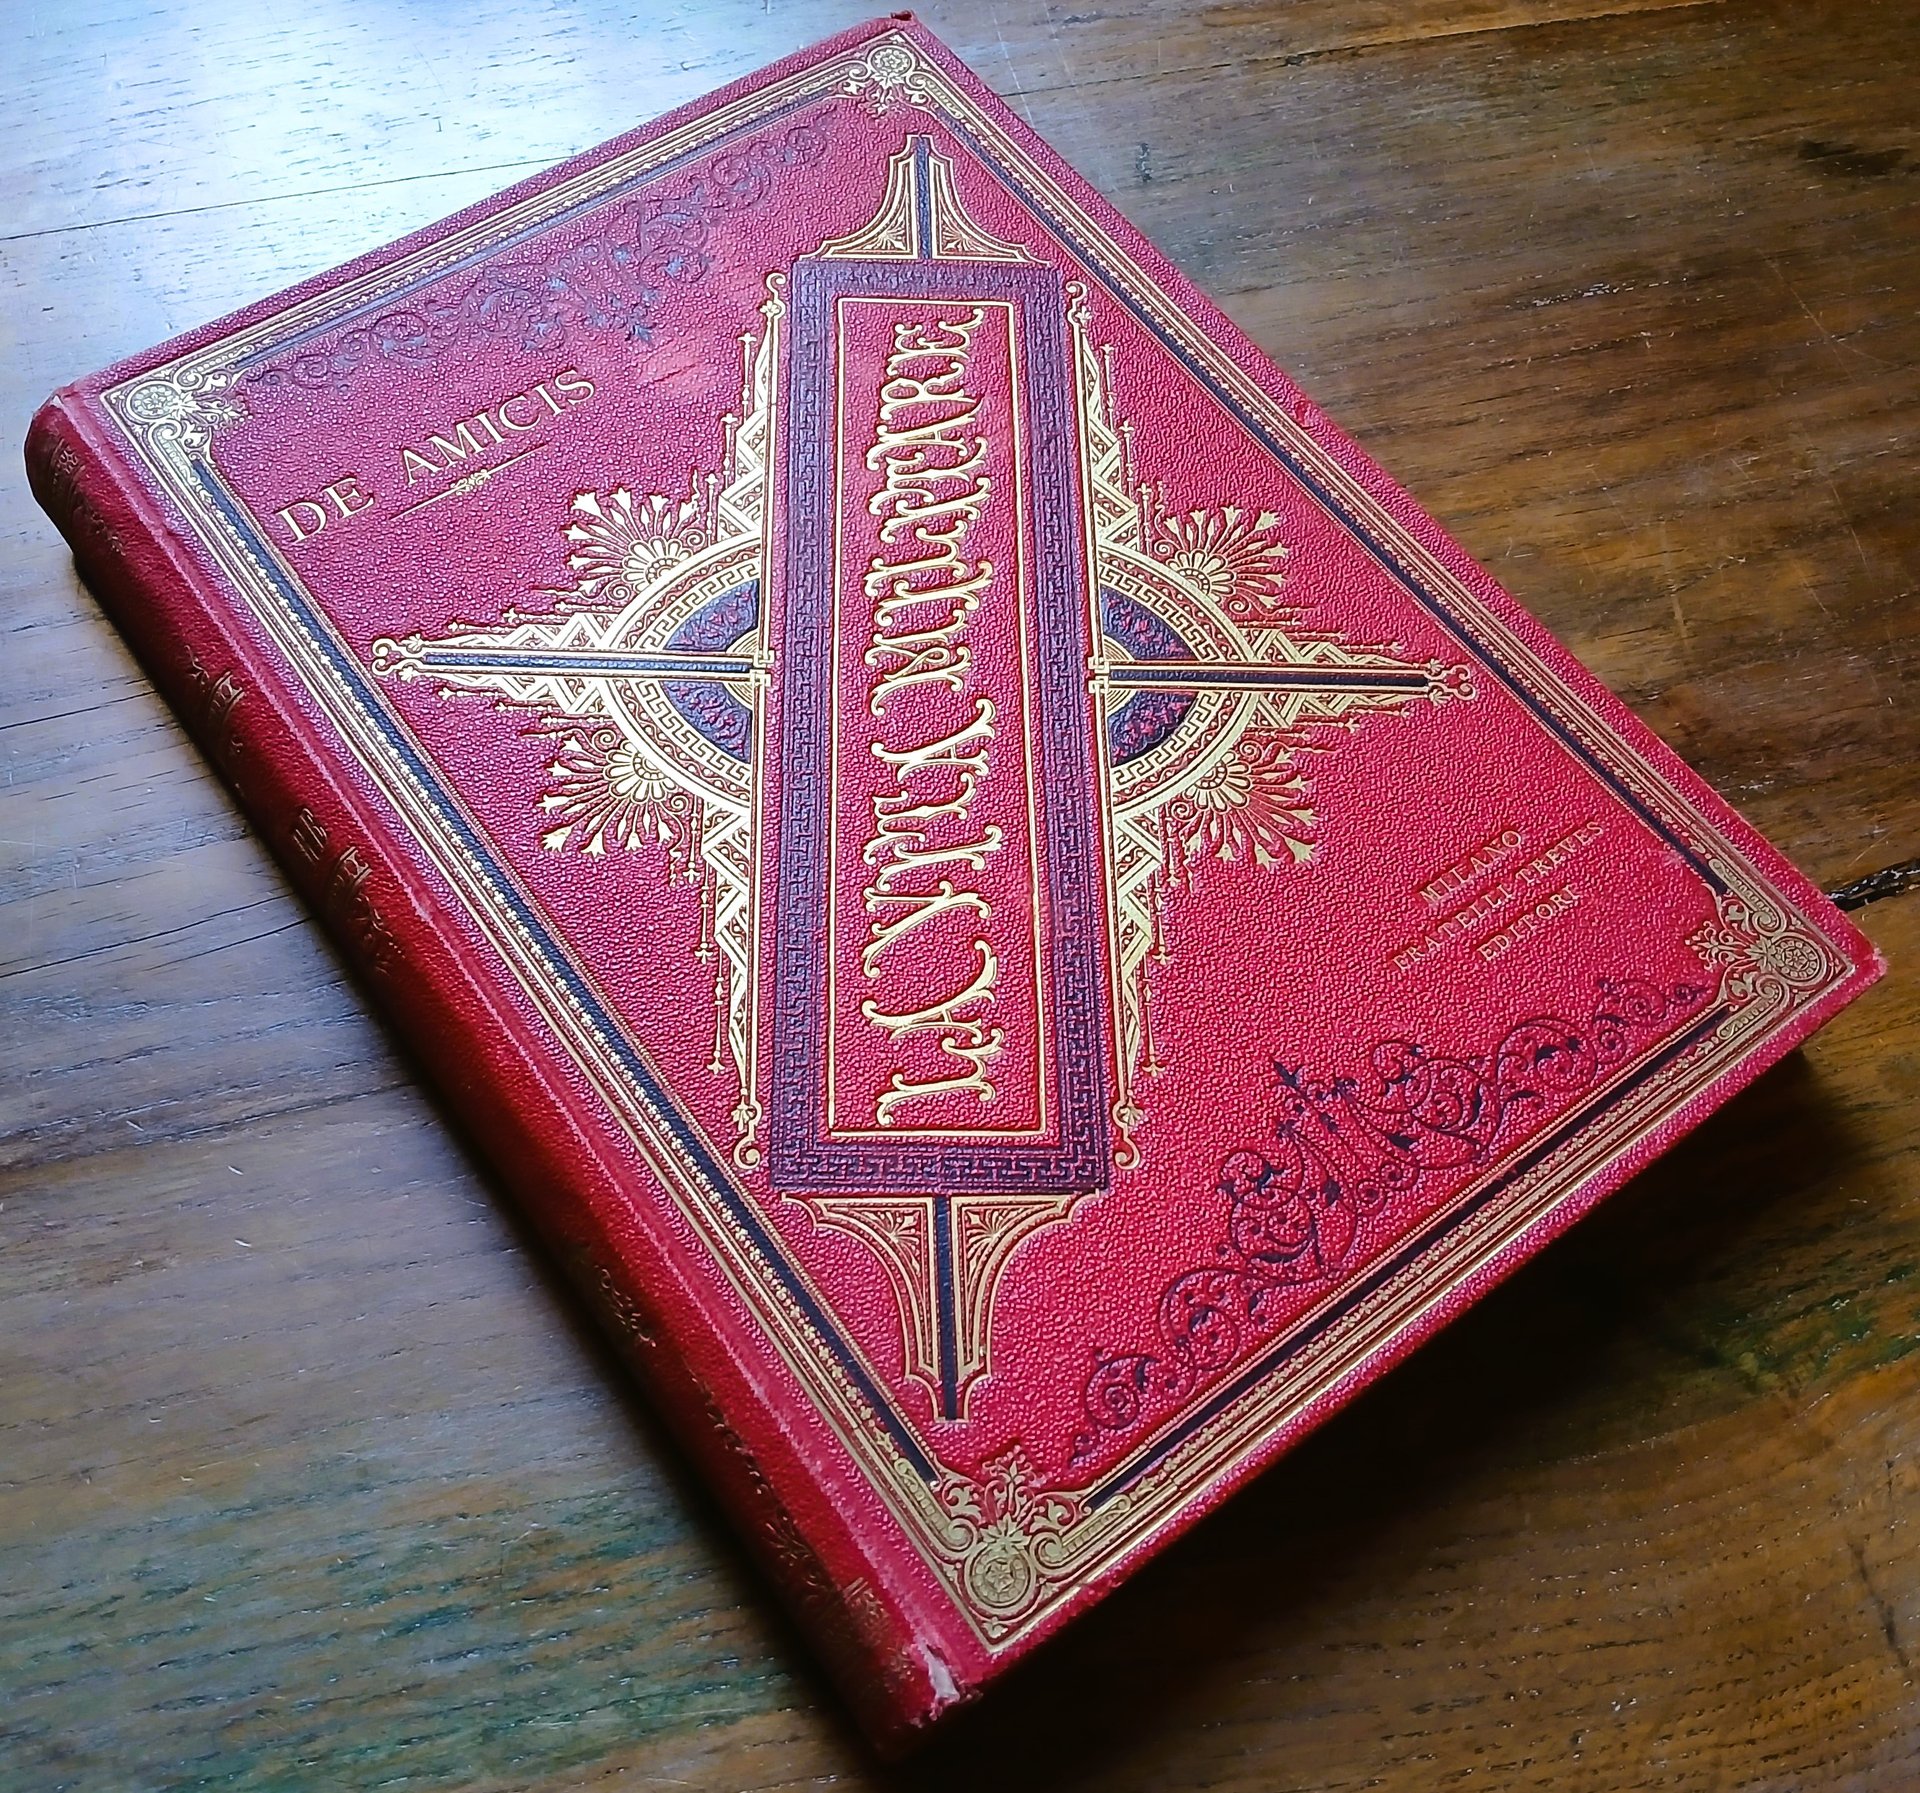 DE AMICIS
LA VITA MILITARE
MILANO
FRATELLI TREVES
EDITORI